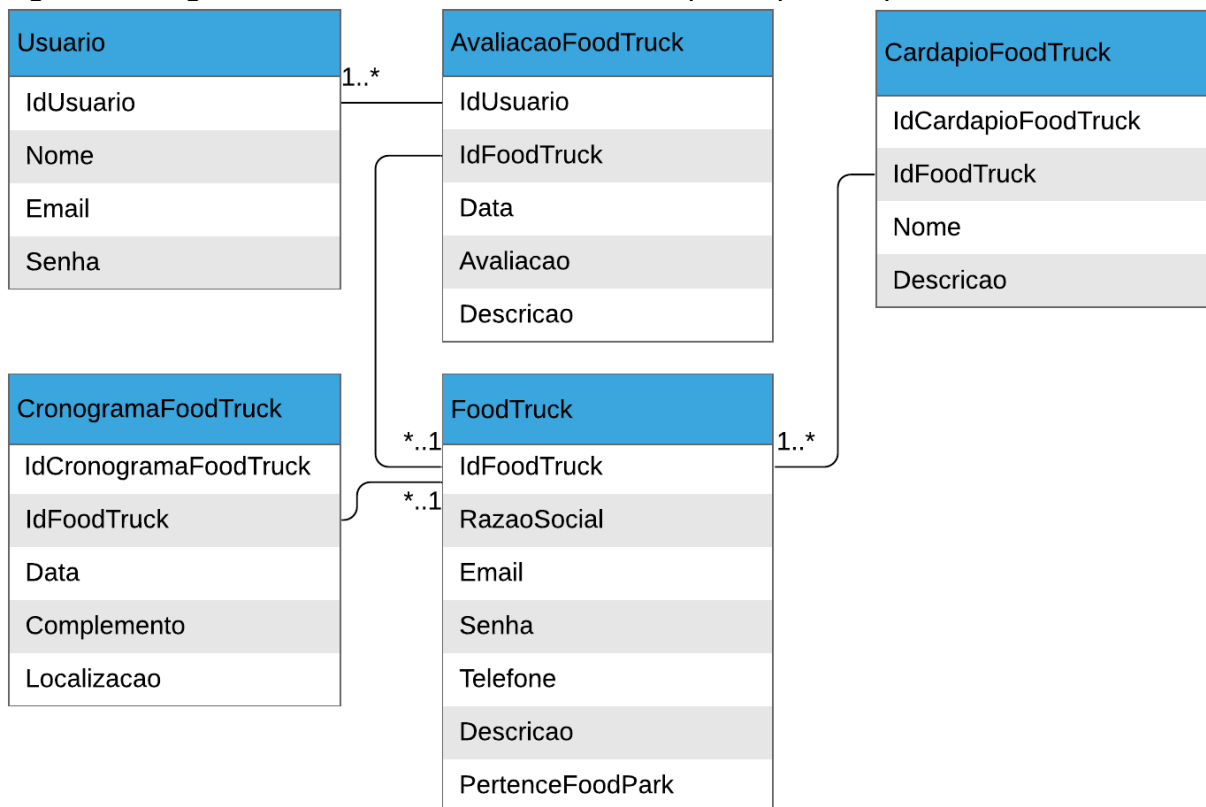 Usuario
IdUsuario
Nome
Email
Senha
1..*
AvaliacaoFoodTruck
IdUsuario
IdFoodTruck
Data
Avaliacao
Descricao
CardapioFoodTruck
IdCardapioFoodTruck
IdFoodTruck
Nome
Descricao
CronogramaFoodTruck
IdCronogramaFoodTruck
IdFoodTruck
Data
Complemento
Localizacao
*..1
*..1
FoodTruck
IdFoodTruck
RazaoSocial
Email
Senha
Telefone
Descricao
PertenceFoodPark
1..*